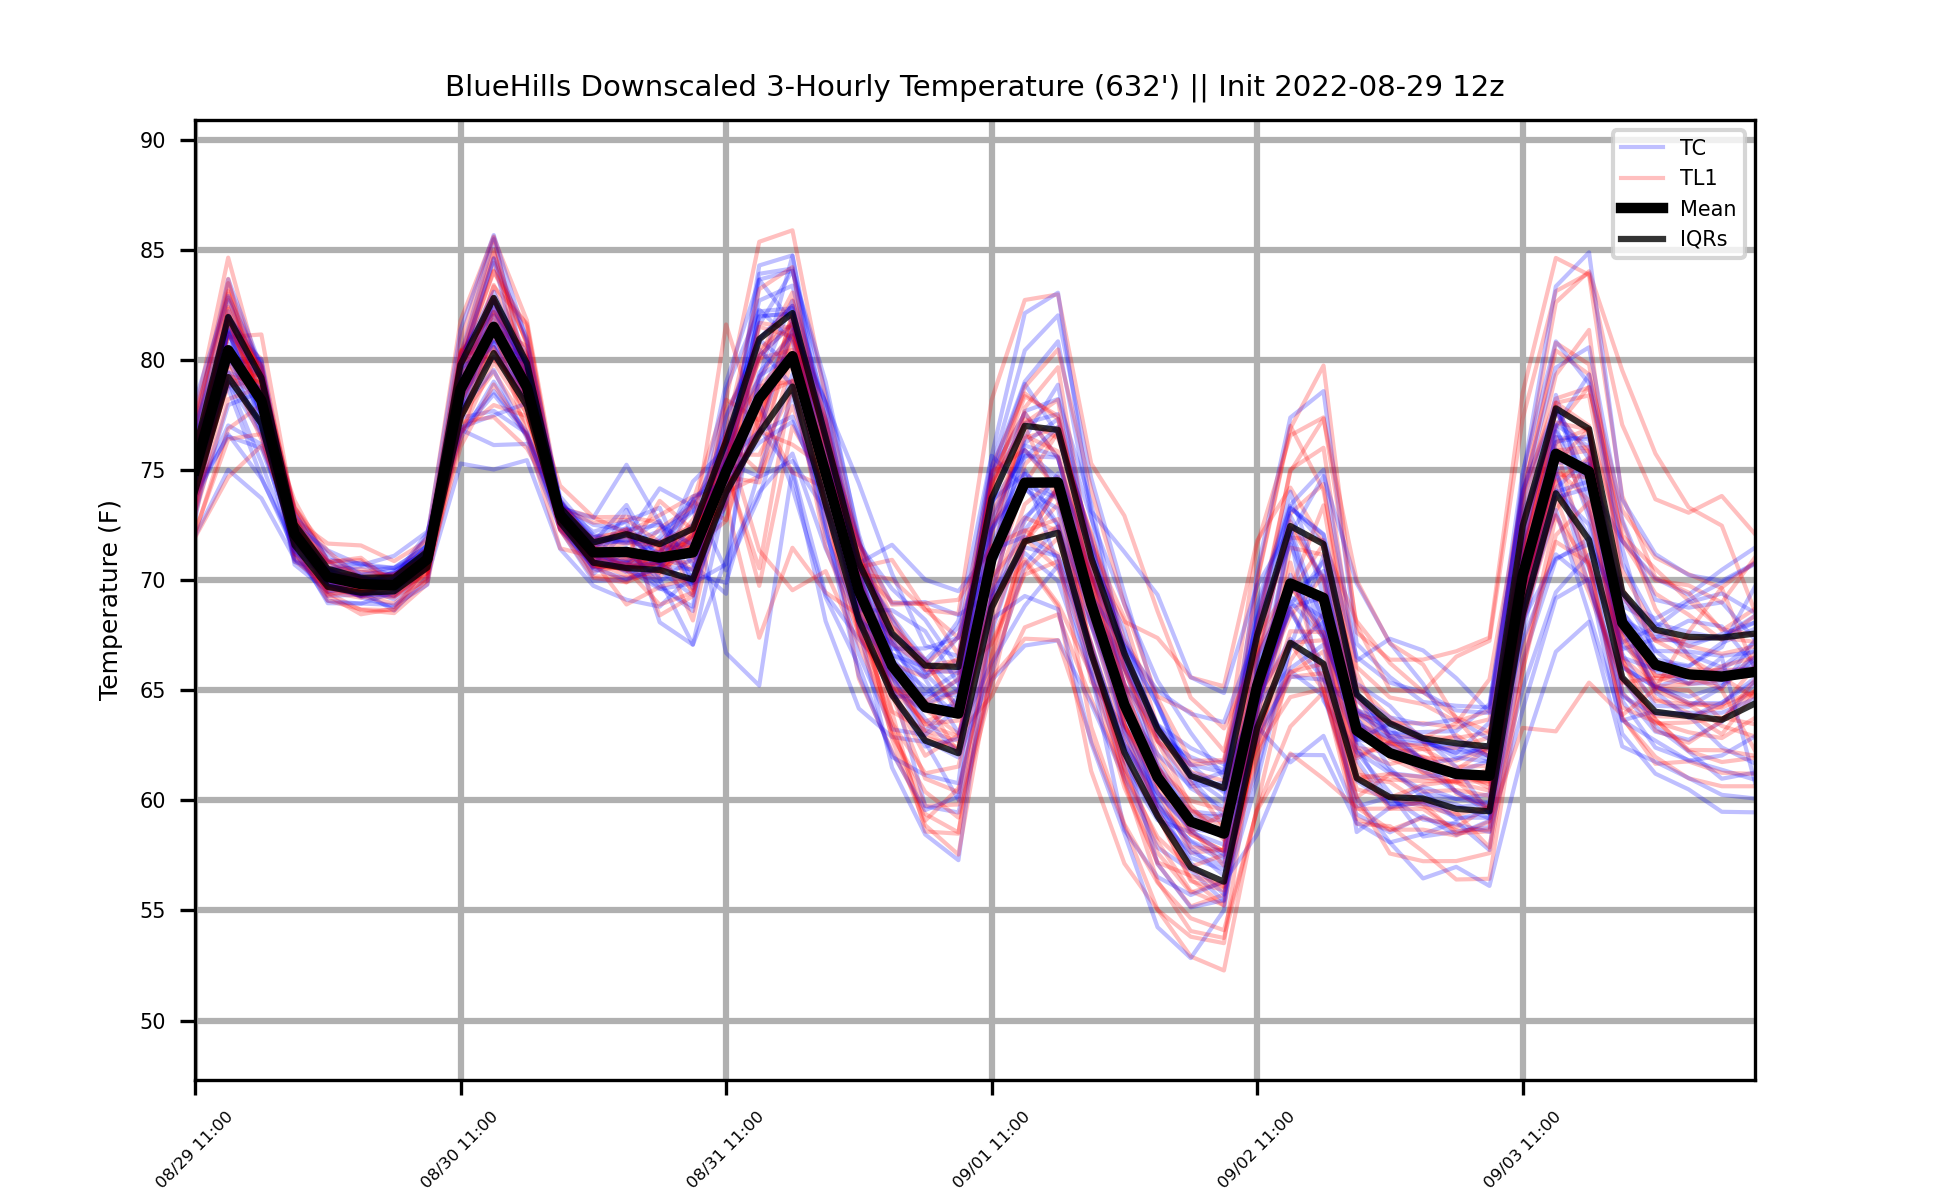 BlueHills Downscaled 3-Hourly Temperature (632') || Init 2022-08-29 12z
TC
TL1
Mean
IQRs
Temperature (F)
90
85
80
75
70
65
60
55
50
08/29 11:00
08/30 11:00
08/31 11:00
09/01 11:00
09/02 11:00
09/03 11:00